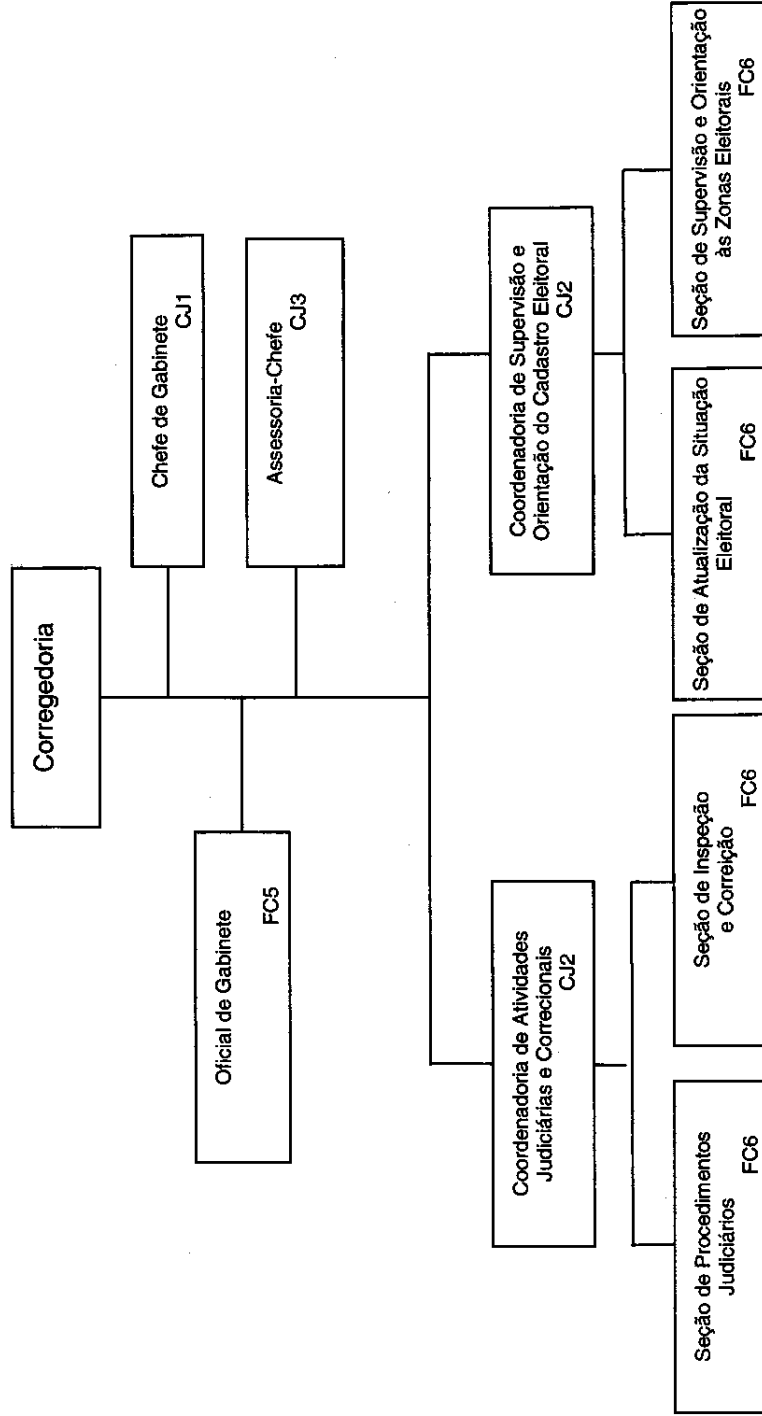 Corregedoria
Chefe de Gabinete
CJ1
Oficial de Gabinete
FC5
Assessoria-Chefe
CJ3
Coordenadoria de Atividades
Judiciárias e Correcionais
CJ2
Coordenadoria de Supervisão e
Orientação do Cadastro Eleitoral
CJ2
Seção de Procedimentos
Judiciários
FC6
Seção de Inspeção
e Correição
FC6
Seção de Atualização da Situação
Eleitoral
FC6
Seção de Supervisão e Orientação
às Zonas Eleitorais
FC6